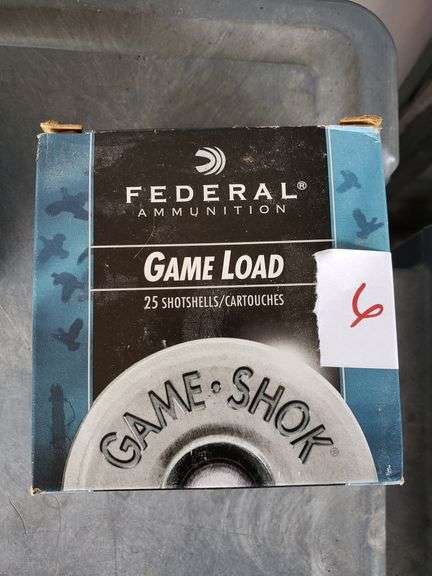 FEDERAL®
AMMUNITION
GAME LOAD
25 SHOTSHELLS/CARTOUCHES
6
GAME•SHOK®